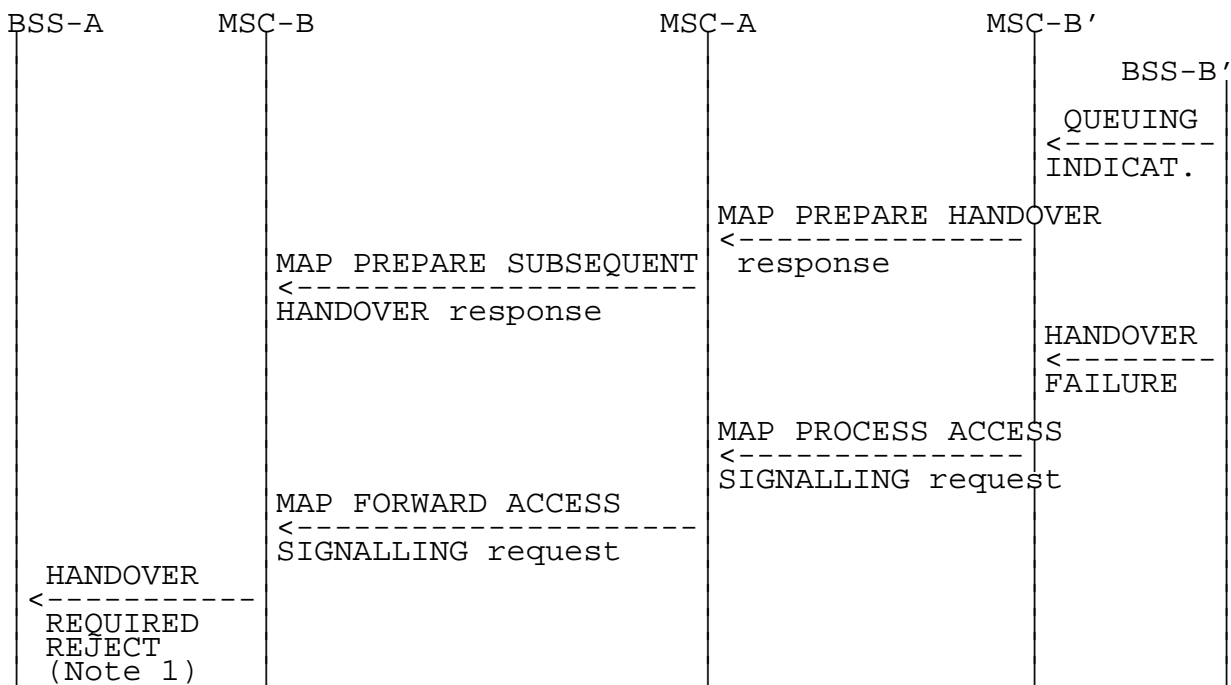 BSS-A MSC-B MSC-A MSC-B'
BSS-B'
QUEUING
<--------
INDICAT.
MAP PREPARE HANDOVER
<---------------
MAP PREPARE SUBSEQUENT response
<---------------------
HANDOVER response
HANDOVER
<--------
FAILURE
MAP PROCESS ACCESS
<---------------
SIGNALLING request
MAP FORWARD ACCESS
<---------------------
SIGNALLING request
HANDOVER
<-----------
REQUIRED
REJECT
(Note 1)